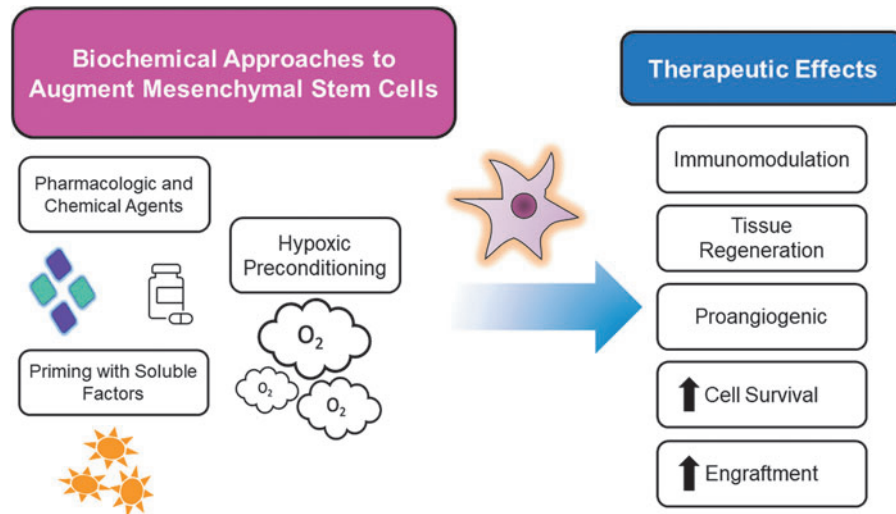 Biochemical Approaches to
Augment Mesenchymal Stem Cells
Pharmacologic and
Chemical Agents
Hypoxic
Preconditioning
O2
O2
O2
Priming with Soluble
Factors
Therapeutic Effects
Immunomodulation
Tissue
Regeneration
Proangiogenic
Cell Survival
Engraftment